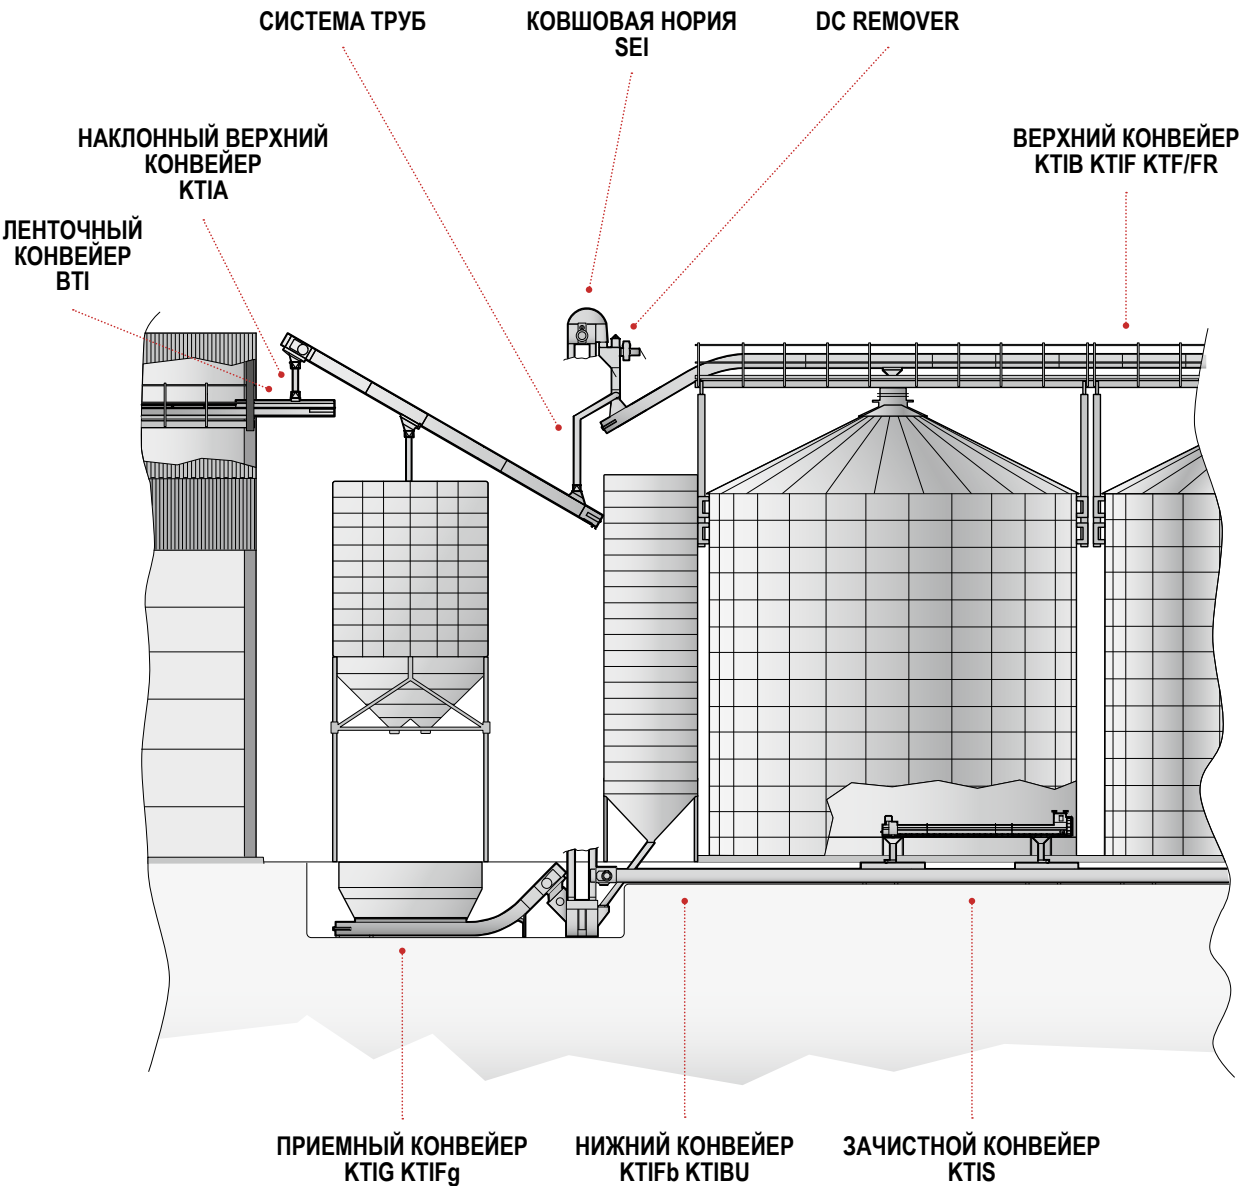 СИСТЕМА ТРУБ
КОВШОВАЯ НОРИЯ
SEI
DC REMOVER
НАКЛОННЫЙ ВЕРХНИЙ
КОНВЕЙЕР
KTIA
ВЕРХНИЙ КОНВЕЙЕР
KTIB KTIF KTF/FR
ЛЕНТОЧНЫЙ
КОНВЕЙЕР
BTI
ПРИЕМНЫЙ КОНВЕЙЕР
KTIG KTIFg
НИЖНИЙ КОНВЕЙЕР
KTIFb KTIBU
ЗАЧИСТНОЙ КОНВЕЙЕР
KTIS